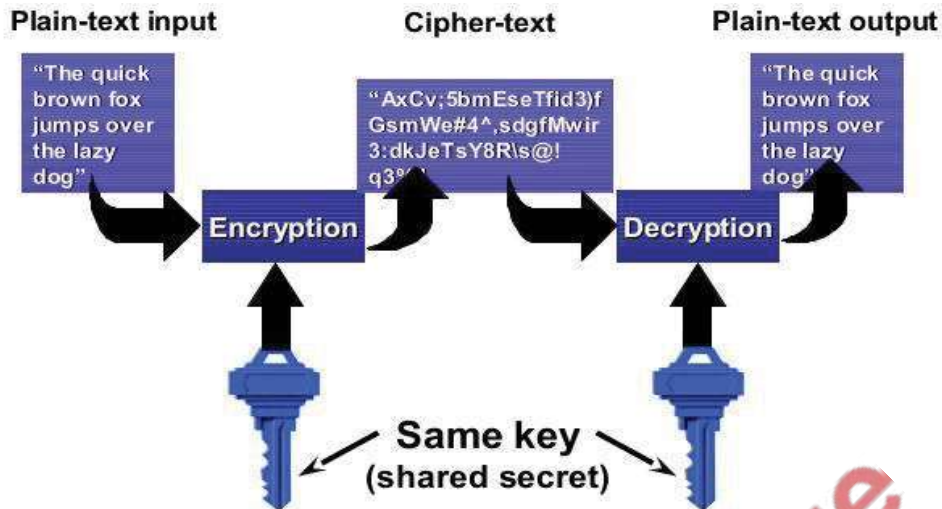 Plain-text input
Cipher-text
Plain-text output
“The quick
brown fox
jumps over
the lazy
dog”
“AxCv;5bmEseTfid3)f
GsmWe#4^,sdgfMwir
3:dkJeTsY8R\s@!
“The quick
brown fox
jumps over
the lazy
dog”
Encryption
Decryption
Same key
(shared secret)